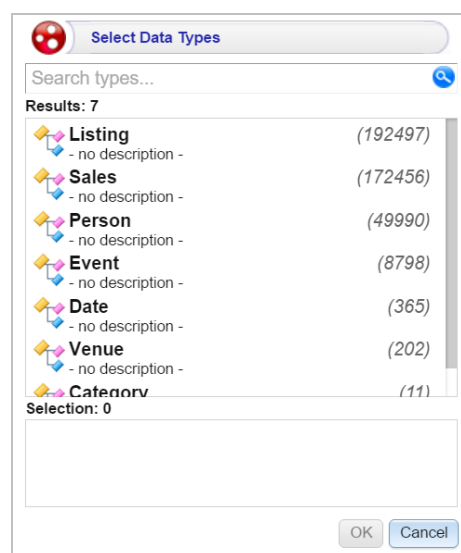 Select Data Types
Search types...
Results: 7
Listing (192497)
- no description -
Sales (172456)
- no description -
Person (49990)
- no description -
Event (8798)
- no description -
Date (365)
- no description -
Venue (202)
- no description -
Category (11)
Selection: 0
OK Cancel